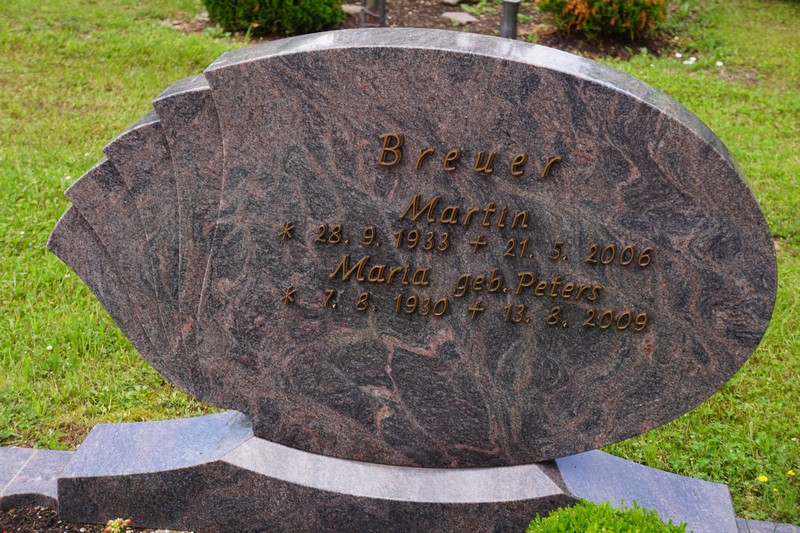 Breuer
Martin
* 28. 9. 1933 + 21. 5. 2006
Maria geb. Peters
* 7. 8. 1930 + 13. 8. 2009